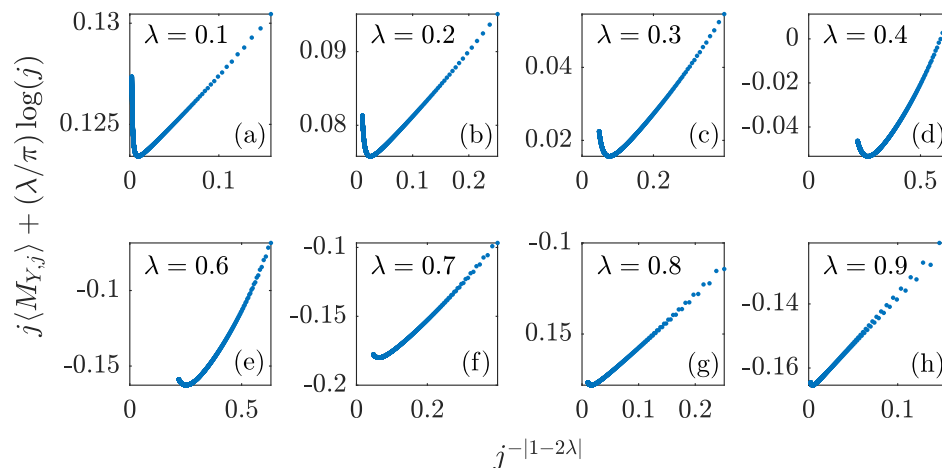 j⟨M_{Y,j}⟩ + (λ/π) log(j)
0.13
0.125
λ = 0.1
(a)
0 0.1
0.09
0.08
λ = 0.2
(b)
0 0.1 0.2
0.04
0.02
λ = 0.3
(c)
0 0.2
0
-0.02
-0.04
λ = 0.4
(d)
0 0.5
-0.1
-0.15
λ = 0.6
(e)
0 0.5
-0.1
-0.15
-0.2
λ = 0.7
(f)
0 0.2
-0.1
0.15
λ = 0.8
(g)
0 0.1 0.2
-0.14
-0.16
λ = 0.9
(h)
0 0.1
j^{-|1-2λ|}